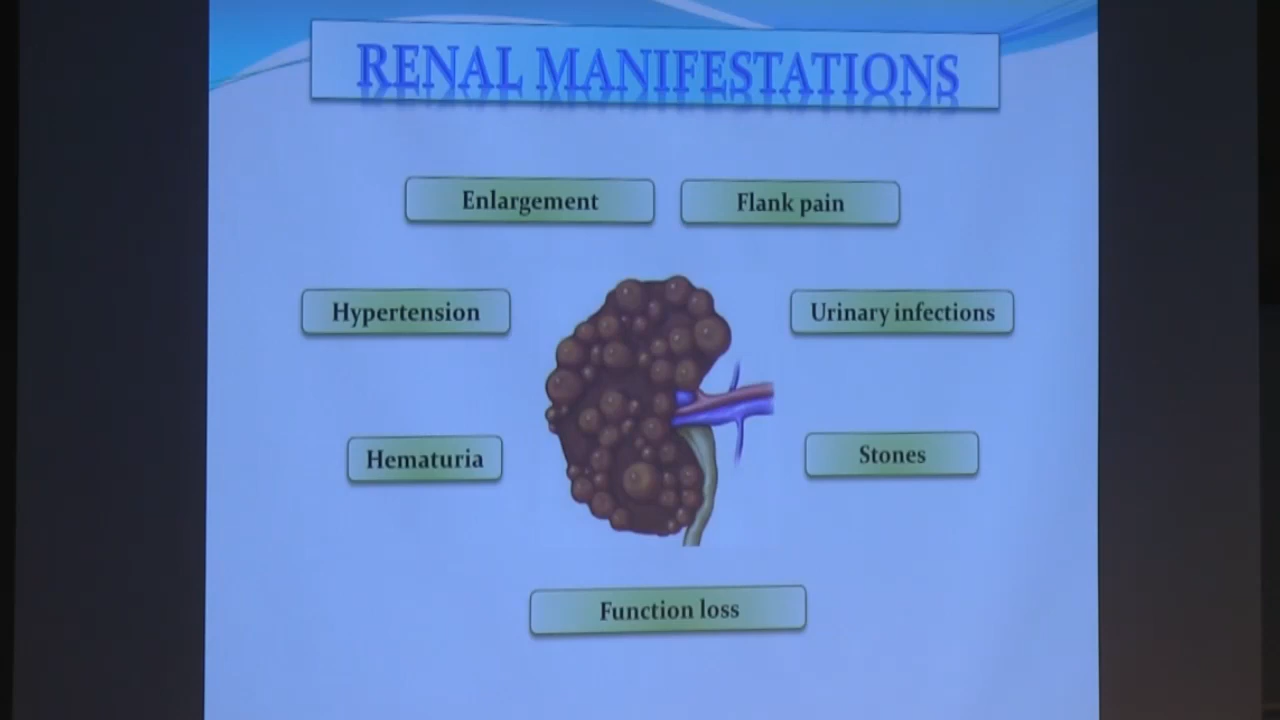 RENAL MANIFESTATIONS
Enlargement
Flank pain
Hypertension
Urinary infections
Hematuria
Stones
Function loss